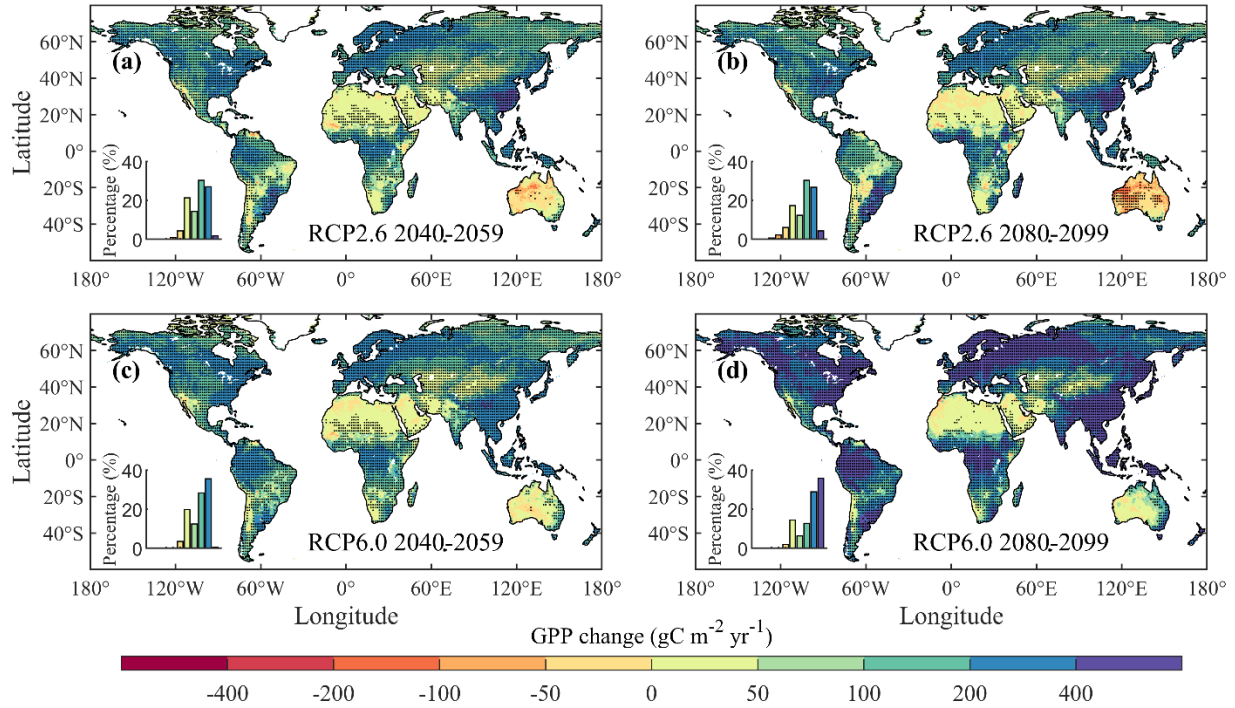 60°N
40°N
20°N
0°
20°S
40°S
Latitude
(a)
Percentage (%)
40
20
0
RCP2.6 2040-2059
180° 120°W 60°W 0° 60°E 120°E 180°
60°N
40°N
20°N
0°
20°S
40°S
Latitude
(b)
Percentage (%)
40
20
0
RCP2.6 2080-2099
180° 120°W 60°W 0° 60°E 120°E 180°
60°N
40°N
20°N
0°
20°S
40°S
Latitude
(c)
Percentage (%)
40
20
0
RCP6.0 2040-2059
180° 120°W 60°W 0° 60°E 120°E 180°
Longitude
60°N
40°N
20°N
0°
20°S
40°S
Latitude
(d)
Percentage (%)
40
20
0
RCP6.0 2080-2099
180° 120°W 60°W 0° 60°E 120°E 180°
Longitude
GPP change (gC m⁻² yr⁻¹)
-400 -200 -100 -50 0 50 100 200 400